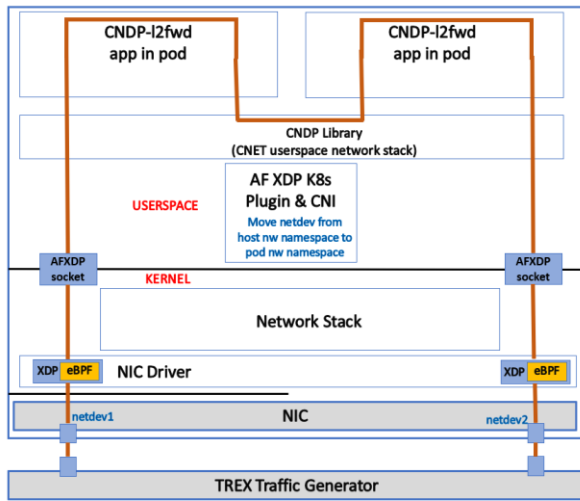 CNDP-l2fwd
app in pod
CNDP-l2fwd
app in pod
CNDP Library
(CNET userspace network stack)
AF XDP K8s
Plugin & CNI
USERSPACE
Move netdev from
host nw namespace to
pod nw namespace
AFXDP
socket
AFXDP
socket
KERNEL
Network Stack
XDP eBPF NIC Driver XDP eBPF
netdev1 NIC netdev2
TREX Traffic Generator